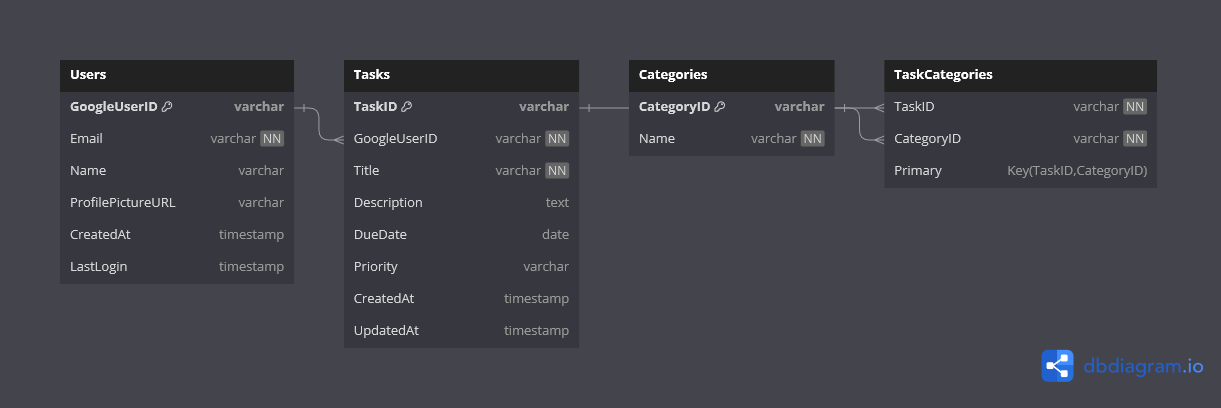 Users
GoogleUserID varchar
Email varchar NN
Name varchar
ProfilePictureURL varchar
CreatedAt timestamp
LastLogin timestamp
Tasks
TaskID varchar
GoogleUserID varchar NN
Title varchar NN
Description text
DueDate date
Priority varchar
CreatedAt timestamp
UpdatedAt timestamp
Categories
CategoryID varchar
Name varchar NN
TaskCategories
TaskID varchar NN
CategoryID varchar NN
Primary Key(TaskID,CategoryID)
dbdiagram.io